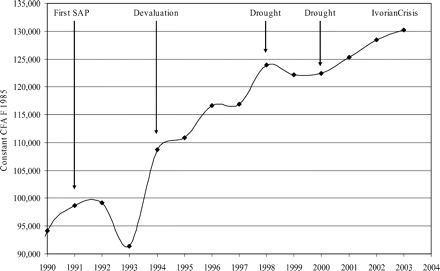 135,000
First SAP
Devaluation
Drought
Drought
IvorianCrisis
130,000
125,000
120,000
115,000
110,000
105,000
100,000
95,000
90,000
Constant CFA F 1985
1990 1991 1992 1993 1994 1995 1996 1997 1998 1999 2000 2001 2002 2003 2004